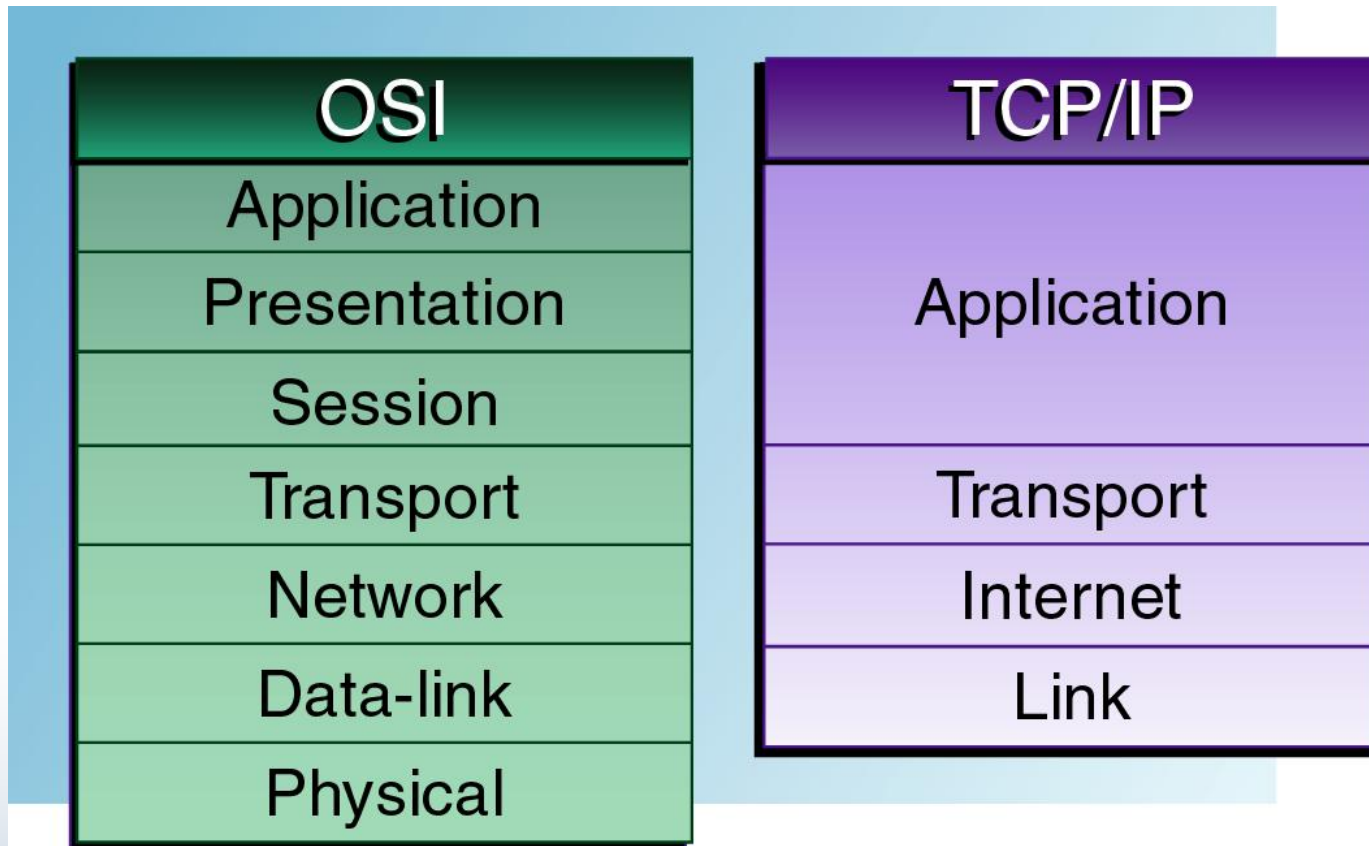 OSI
Application
Presentation
Session
Transport
Network
Data-link
Physical
TCP/IP
Application
Transport
Internet
Link